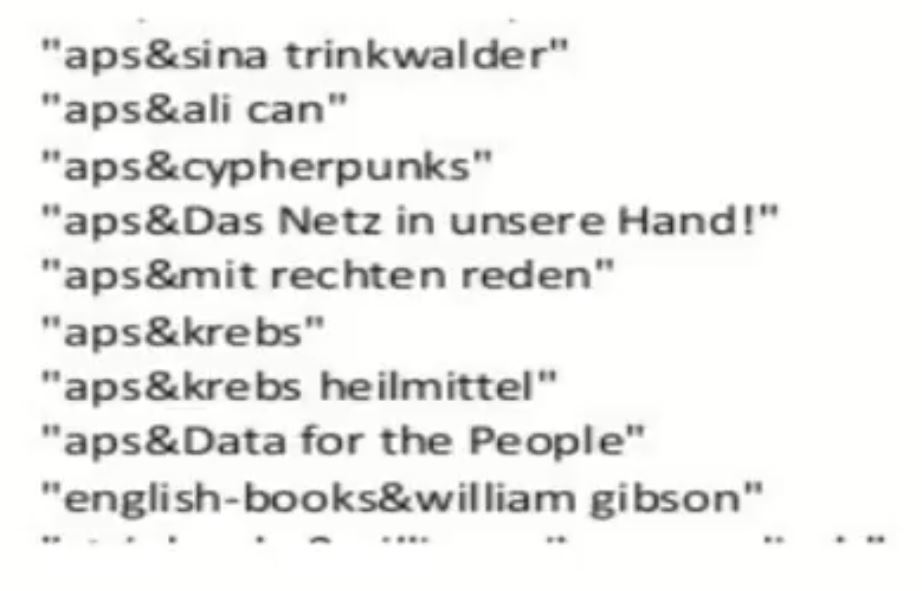 "aps&sina trinkwalder"
"aps&ali can"
"aps&cypherpunks"
"aps&Das Netz in unsere Hand!"
"aps&mit rechten reden"
"aps&krebs"
"aps&krebs heilmittel"
"aps&Data for the People"
"english-books&william gibson"